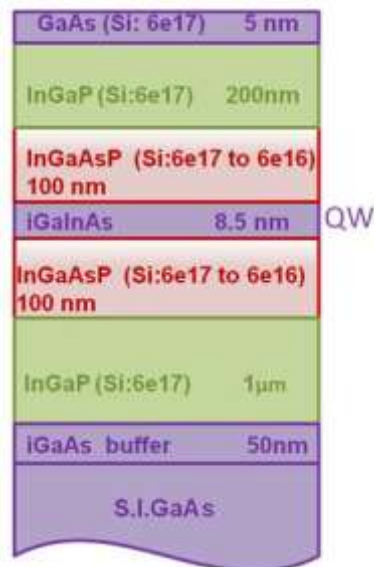 GaAs (Si: 6e17) 5 nm
InGaP (Si:6e17) 200nm
InGaAsP (Si:6e17 to 6e16)
100 nm
iGaInAs 8.5 nm
QW
InGaAsP (Si:6e17 to 6e16)
100 nm
InGaP (Si:6e17) 1μm
iGaAs buffer 50nm
S.I.GaAs